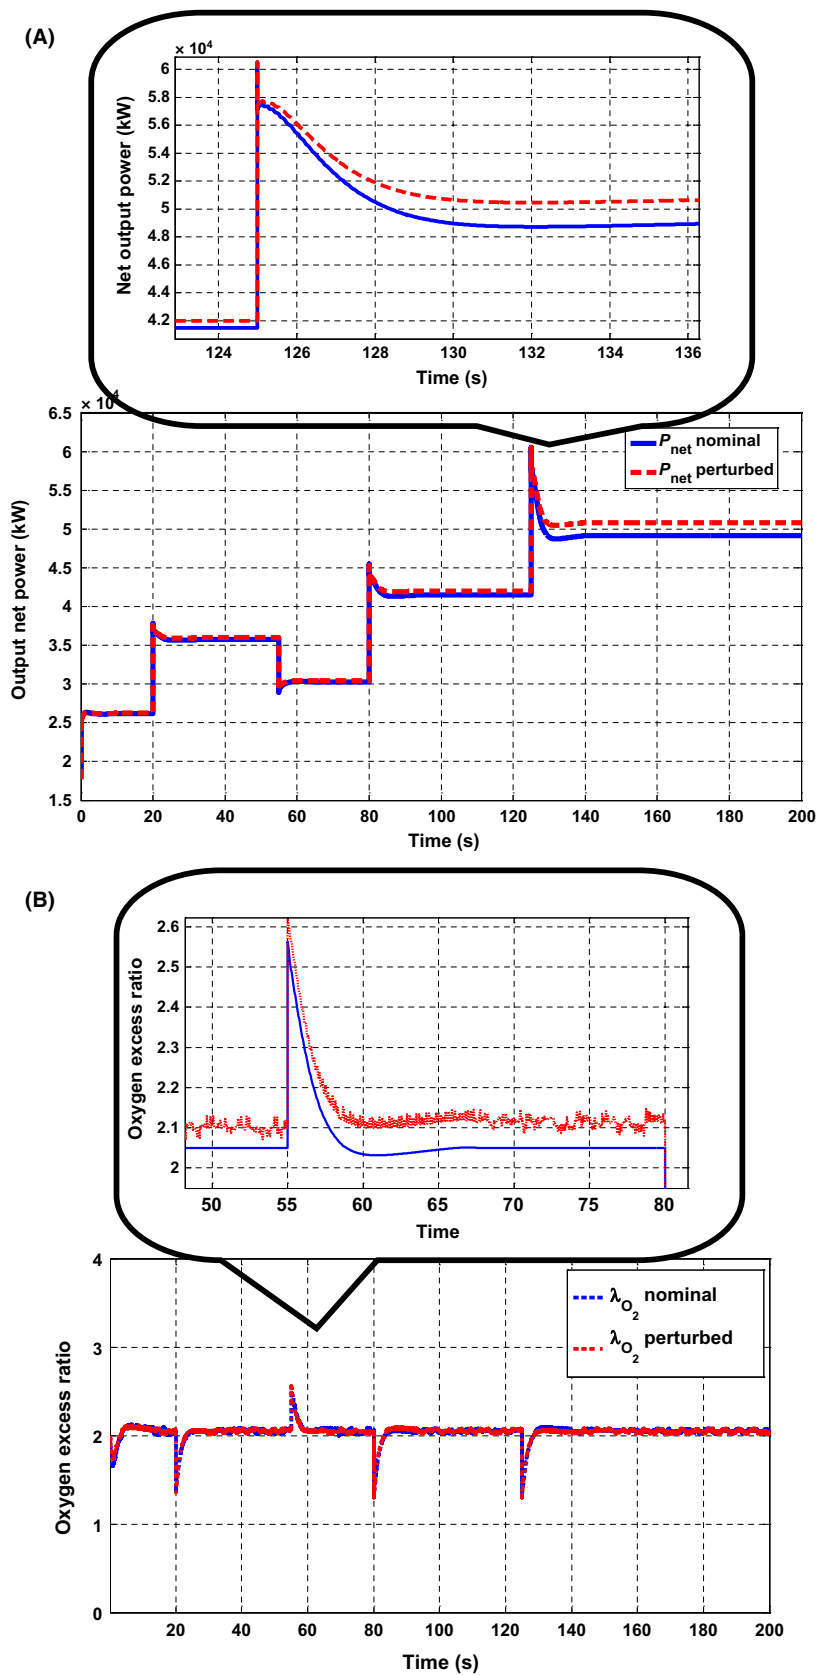 (A)
× 10⁴
6
5.8
5.6
5.4
5.2
5
4.8
4.6
4.4
4.2
Net output power (kW)
124 126 128 130 132 134 136
Time (s)
× 10⁴
6.5
6
5.5
5
4.5
4
3.5
3
2.5
2
1.5
Output net power (kW)
P_net nominal
P_net perturbed
0 20 40 60 80 100 120 140 160 180 200
Time (s)
(B)
2.6
2.5
2.4
2.3
2.2
2.1
2
Oxygen excess ratio
50 55 60 65 70 75 80
Time
4
3
2
1
0
Oxygen excess ratio
λ_O₂ nominal
λ_O₂ perturbed
20 40 60 80 100 120 140 160 180 200
Time (s)